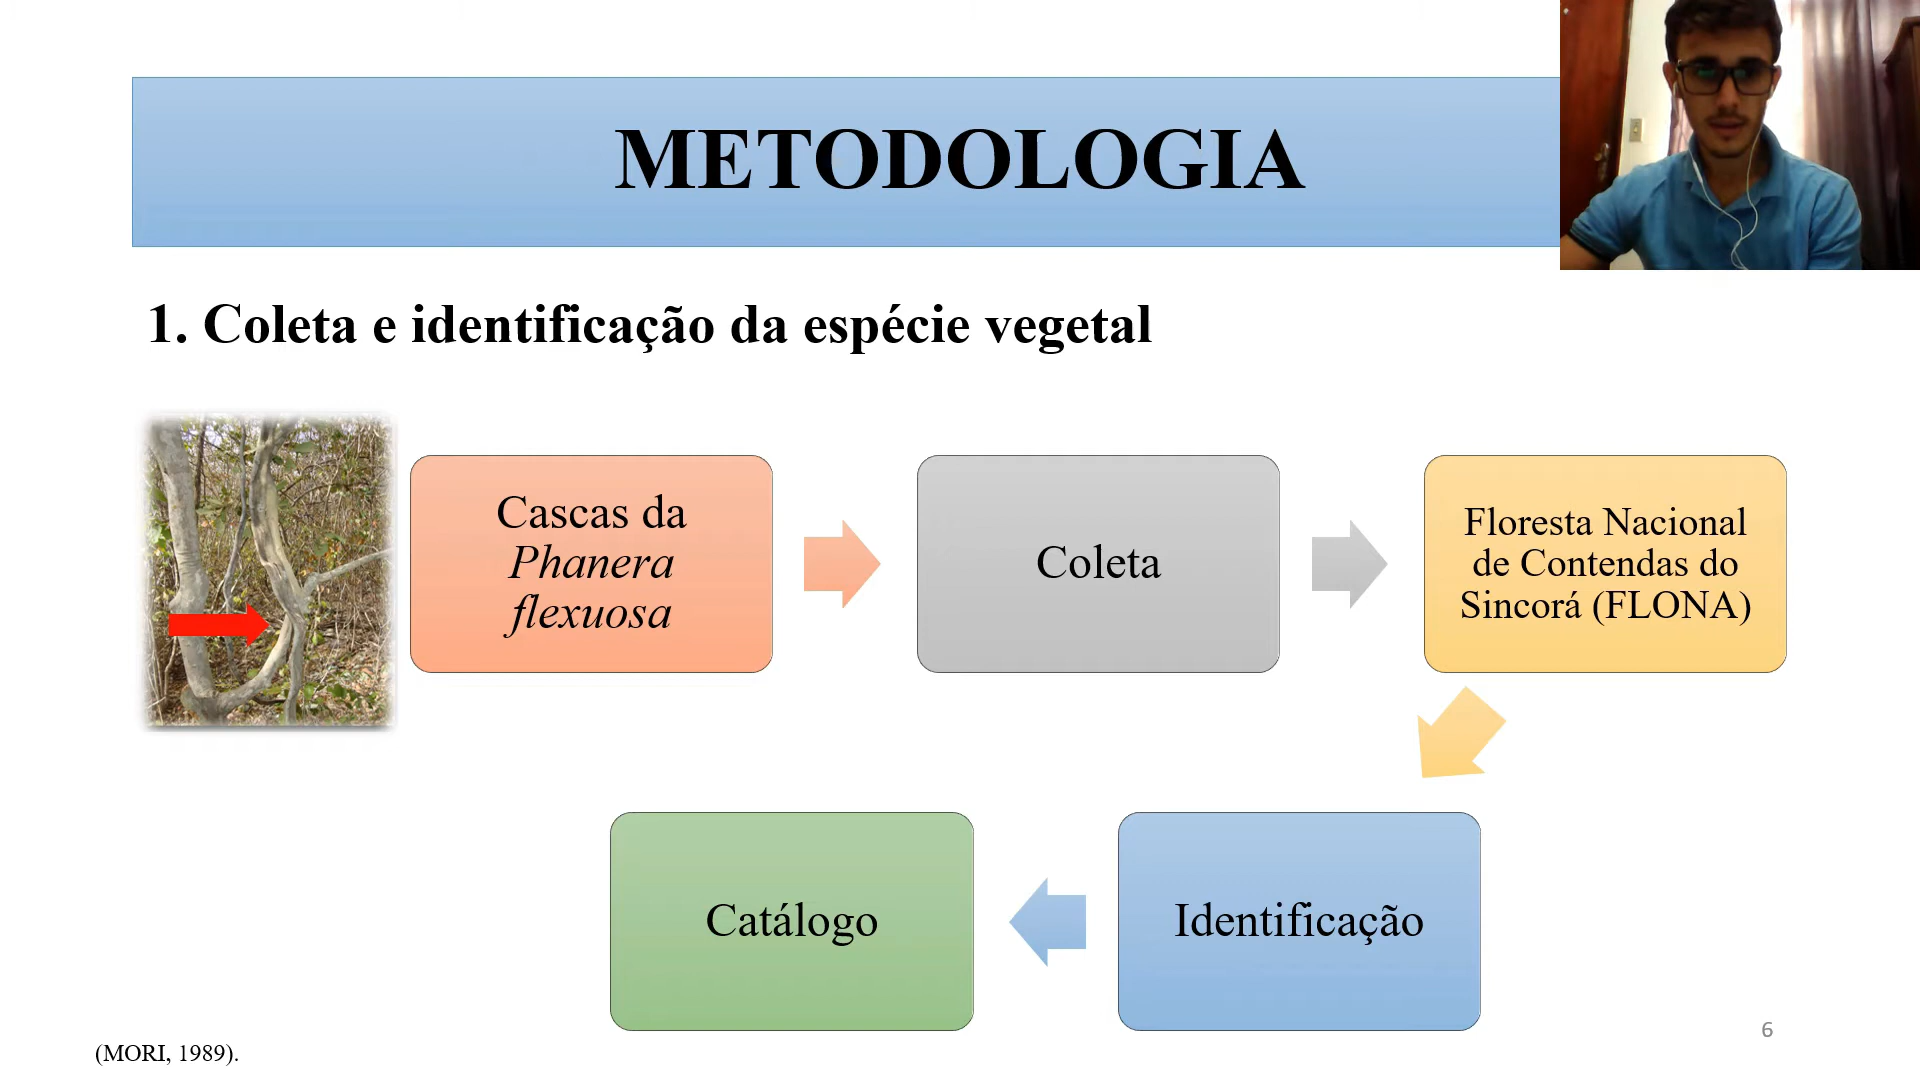 METODOLOGIA
1. Coleta e identificação da espécie vegetal
Cascas da
Phanera
flexuosa
Coleta
Floresta Nacional
de Contendas do
Sincorá (FLONA)
Identificação
Catálogo
(MORI, 1989).
6